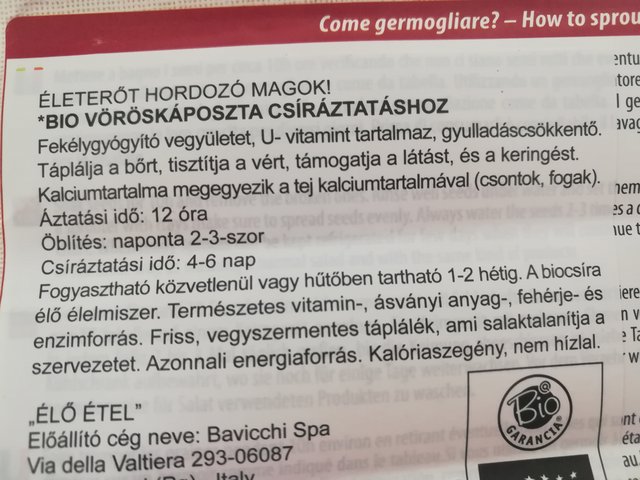 Come germogliare? – How to sprou
ÉLETERŐT HORDOZÓ MAGOK!
*BIO VÖRÖSKÁPOSZTA CSÍRÁZTATÁSHOZ
Fekélygyógyító vegyületet, U- vitamint tartalmaz, gyulladáscsökkentő.
Táplálja a bőrt, tisztítja a vért, támogatja a látást, és a keringést.
Kalciumtartalma megegyezik a tej kalciumtartalmával (csontok, fogak).
Áztatási idő: 12 óra
Öblítés: naponta 2-3-szor
Csíráztatási idő: 4-6 nap
Fogyasztható közvetlenül vagy hűtőben tartható 1-2 hétig. A biocsíra
élő élelmiszer. Természetes vitamin-, ásványi anyag-, fehérje- és
enzimforrás. Friss, vegyszermentes táplálék, ami salaktalanítja a
szervezetet. Azonnali energiaforrás. Kalóriaszegény, nem hízlal.
„ÉLŐ ÉTEL”
Előállító cég neve: Bavicchi Spa
Via della Valtiera 293-06087
Italy
Bio
GARANCIA